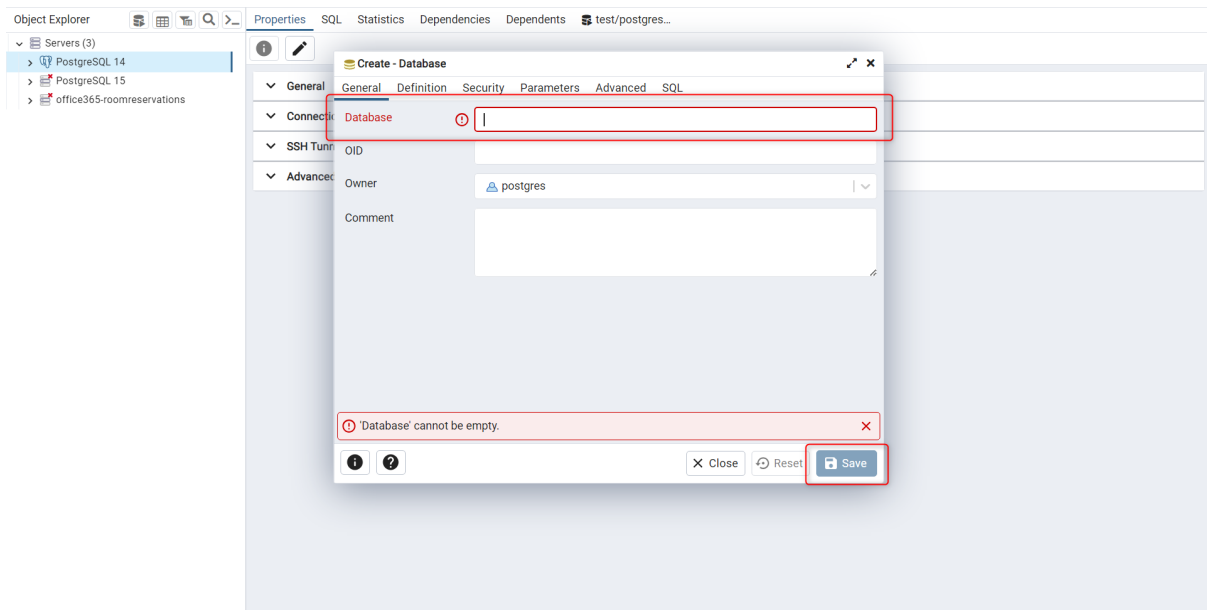 Object Explorer
Properties SQL Statistics Dependencies Dependents test/postgres...
Servers (3)
PostgreSQL 14
PostgreSQL 15
office365-roomreservations
General
Connecti
SSH Tunn
Advanced
Create - Database
General Definition Security Parameters Advanced SQL
Database
OID
Owner postgres
Comment
'Database' cannot be empty.
Close Reset Save